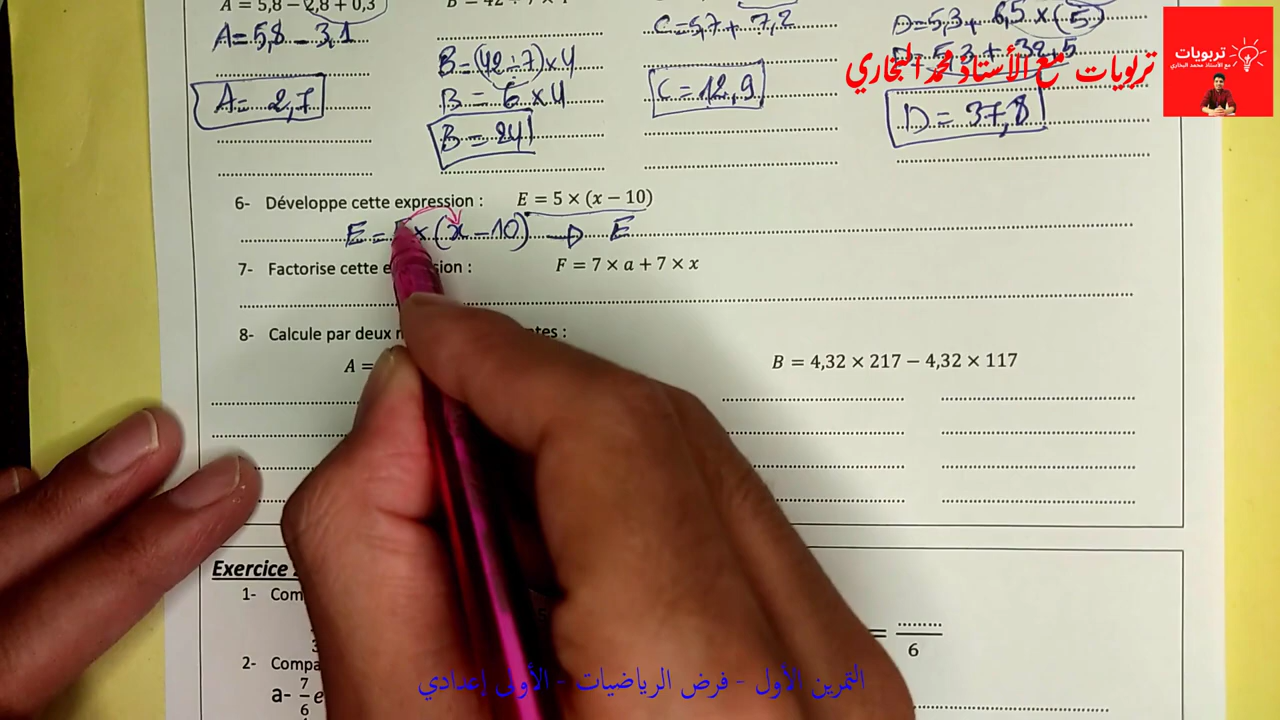 A = 5,8 − 2,8 + 0,3
A = 5,8 − 3,1
A = 2,7
B = (42 ÷ 7) × 4
B = 6 × 4
B = 24
C = 5,7 + 7,2
C = 12,9
D = 5,3 + 6,5 × (5)
D = 5,3 + 32,5
D = 37,8
تربويات مع الأستاذ محمد البخاري
تربويات
مع الأستاذ محمد البخاري
6- Développe cette expression : E = 5 × (x − 10)
E = 5 × (x − 10) → E
7- Factorise cette : F = 7 × a + 7 × x
8- Calcule par deux :
A =
B = 4,32 × 217 − 4,32 × 117
Exercice
1-
= ......... / 6
2-
a- 7/6
التمرين الأول - فرض الرياضيات - الأولى إعدادي